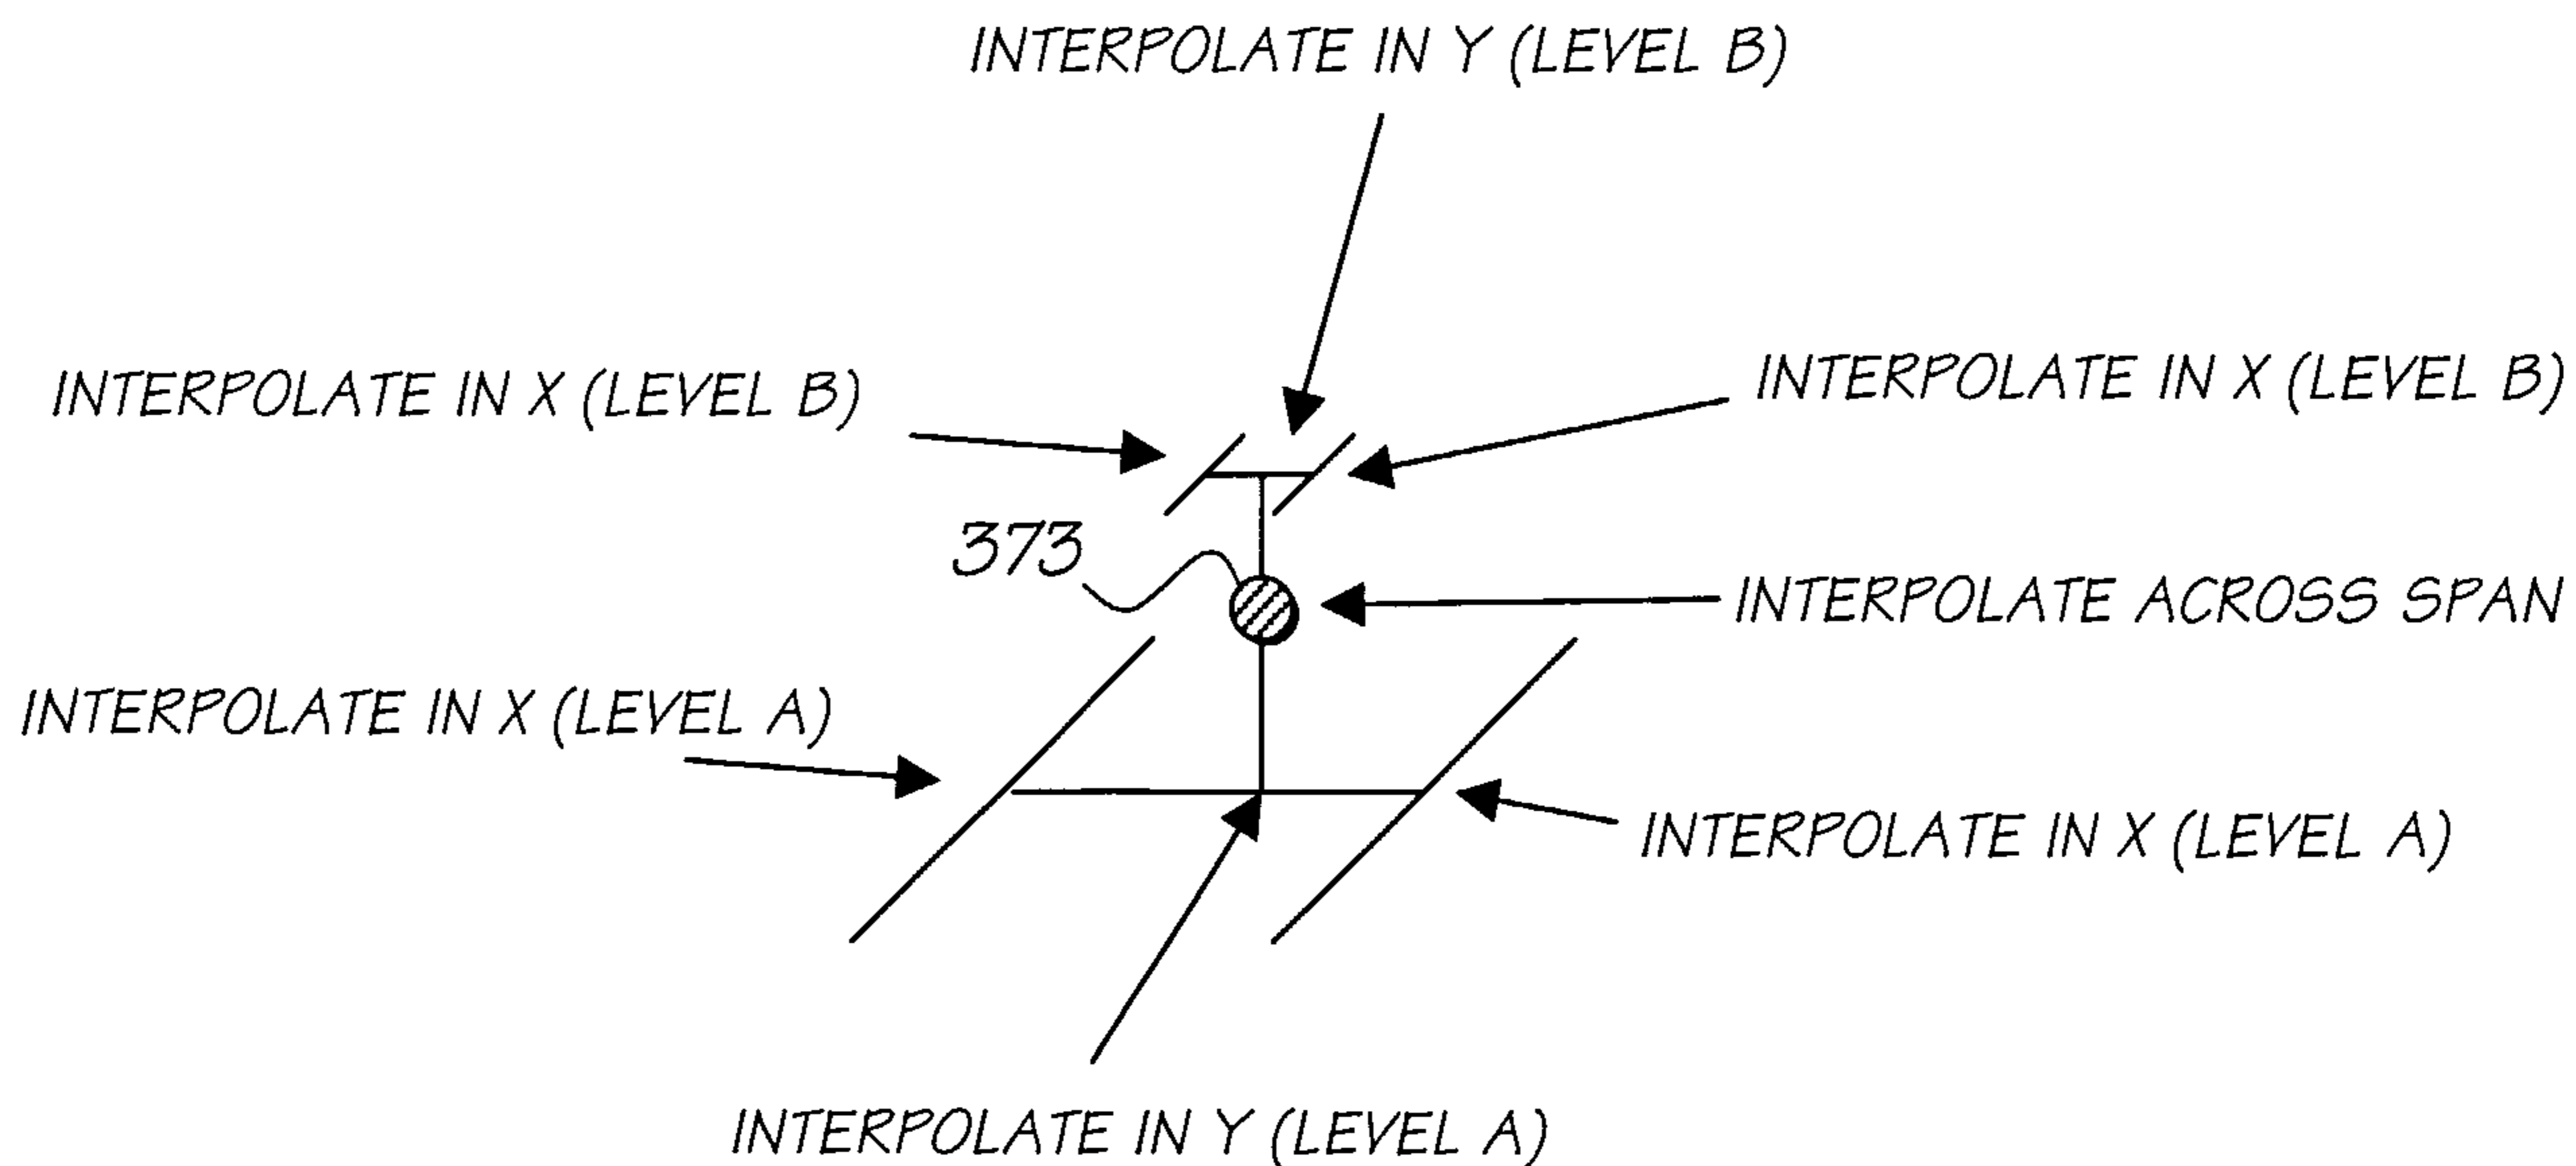 INTERPOLATE IN Y (LEVEL B)
INTERPOLATE IN X (LEVEL B)
INTERPOLATE IN X (LEVEL B)
373
INTERPOLATE ACROSS SPAN
INTERPOLATE IN X (LEVEL A)
INTERPOLATE IN X (LEVEL A)
INTERPOLATE IN Y (LEVEL A)